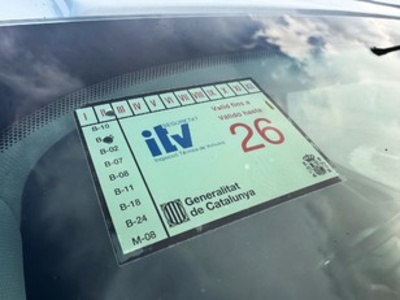 I II III IV V VI VII VIII IX X XI XII
B-10
B-02
B-07
B-08
B-11
B-18
B-24
M-08
SEGURETAT
itv
Inspecció Tècnica de Vehicles
Vàlid fins a
Válido hasta
26
Generalitat
de Catalunya